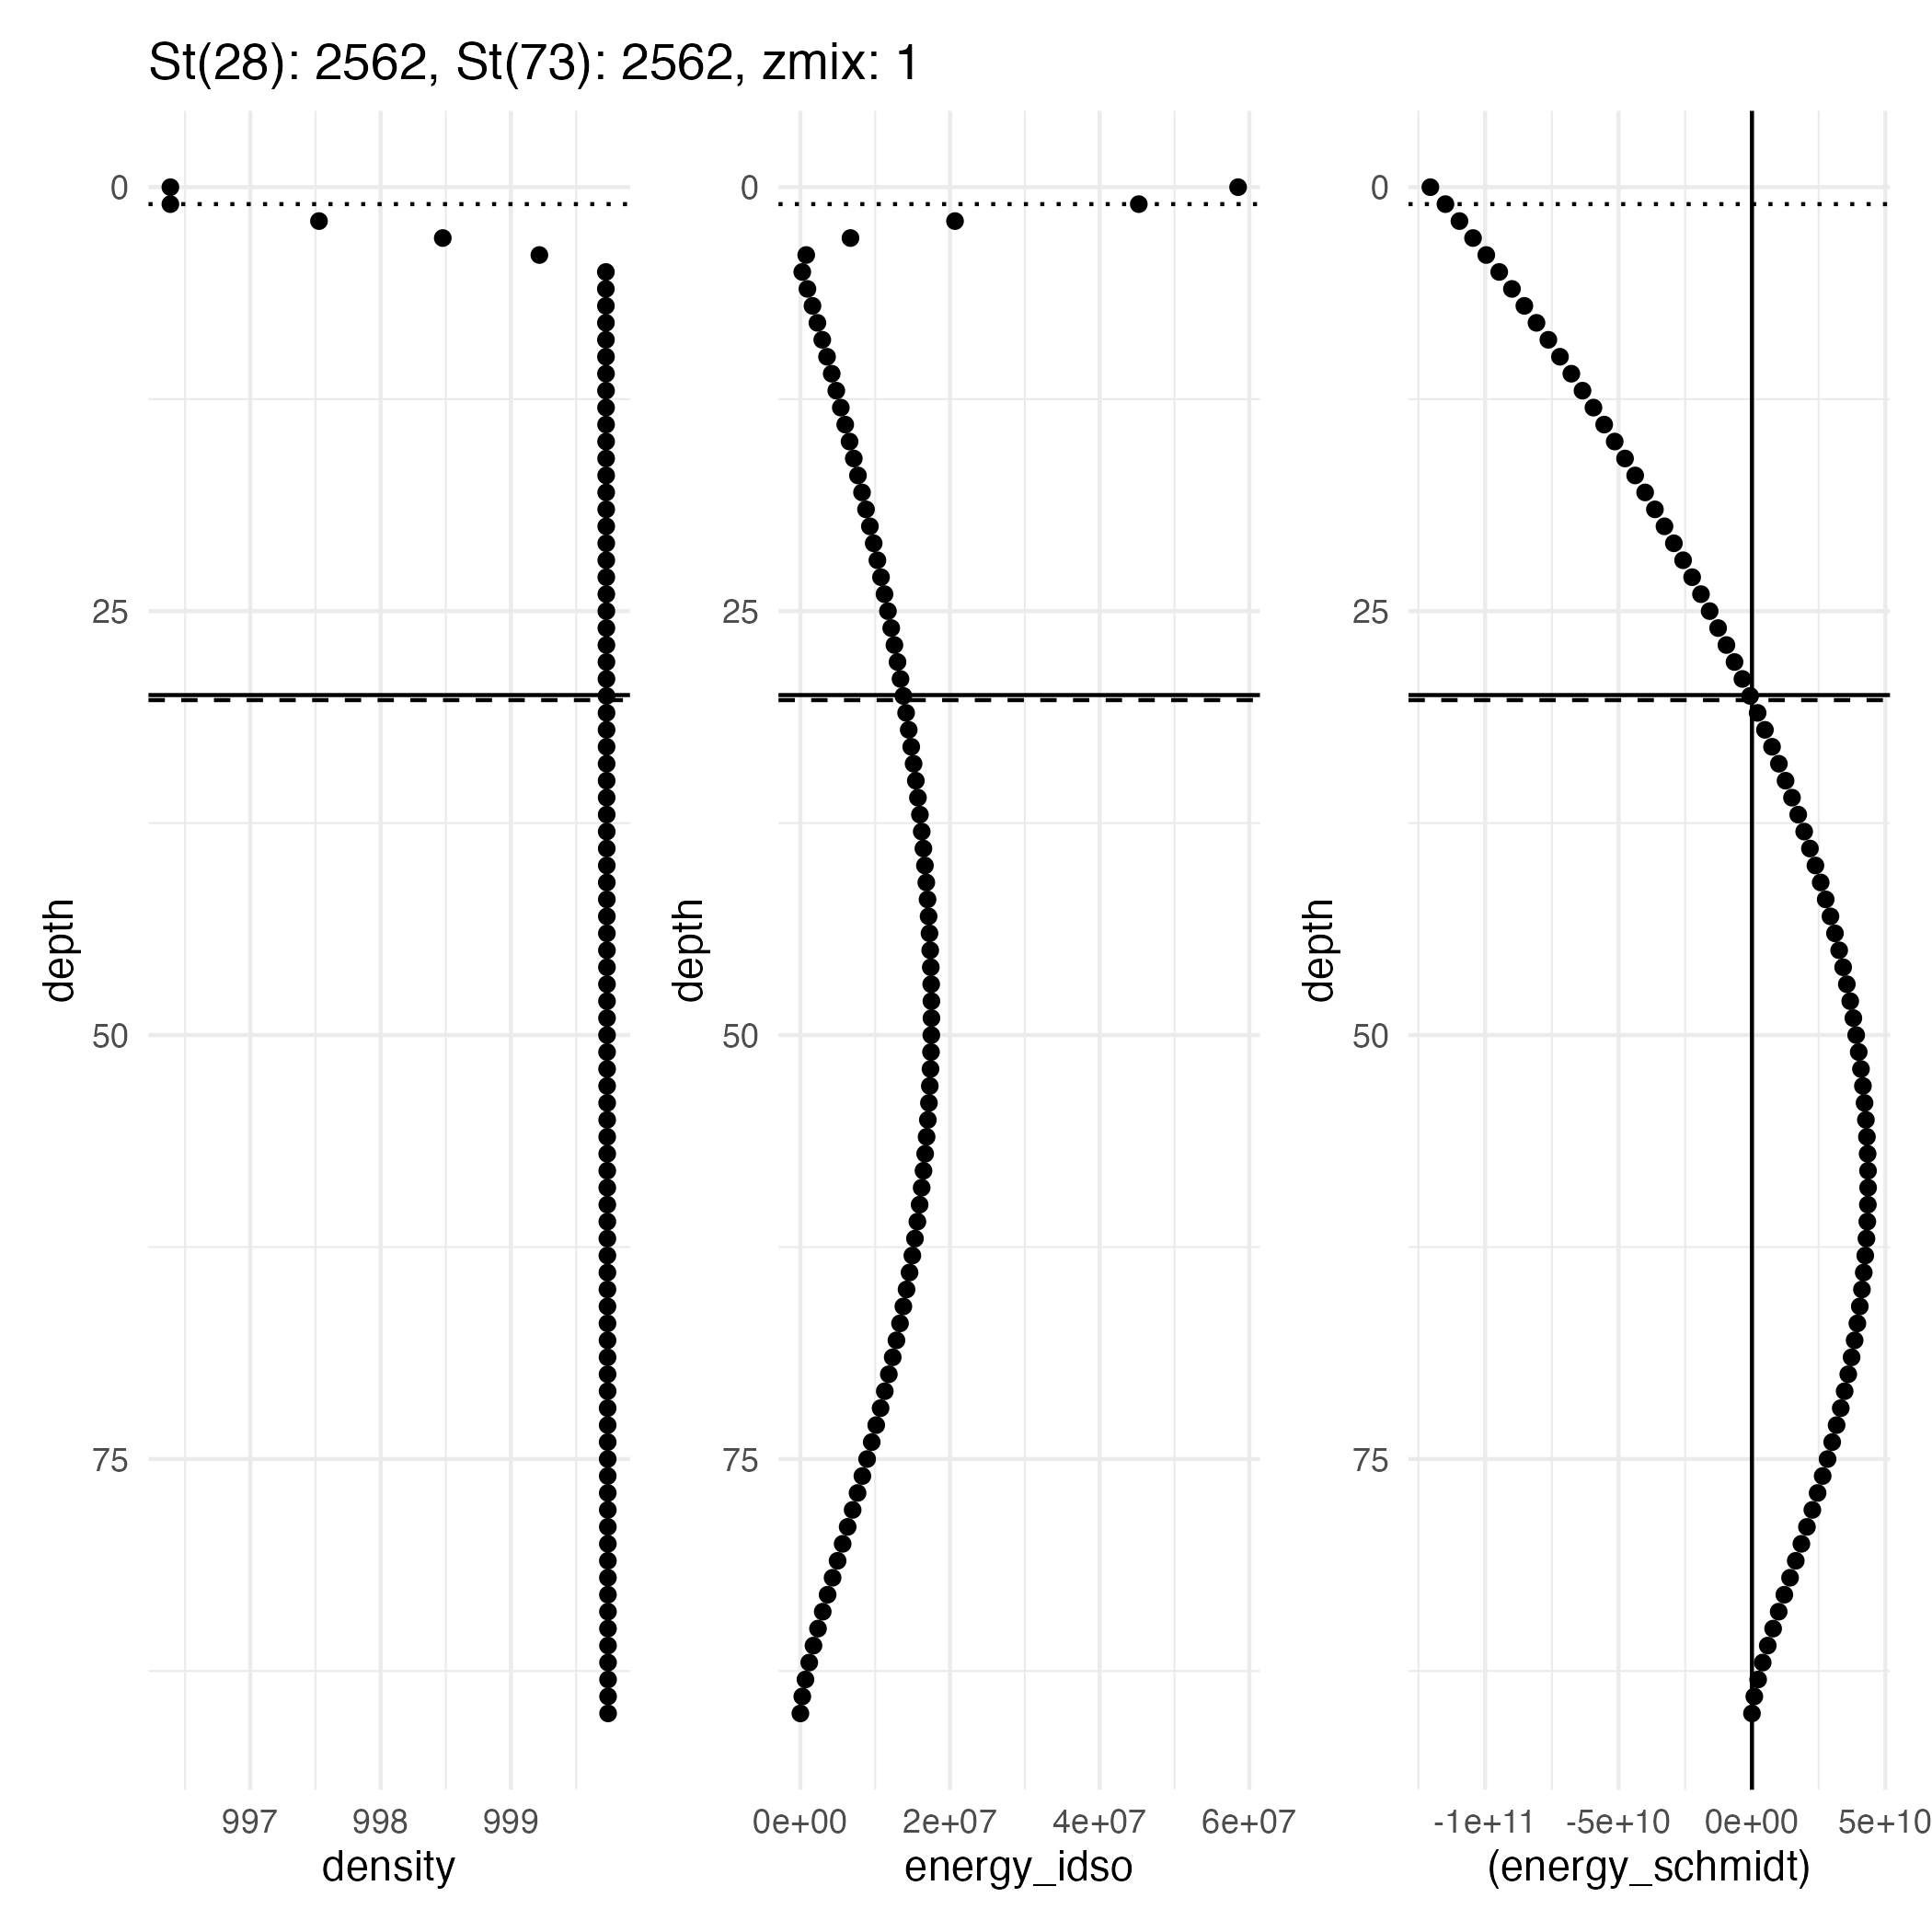 St(28): 2562, St(73): 2562, zmix: 1
0
25
50
75
depth
997 998 999
density
0
25
50
75
depth
0e+00 2e+07 4e+07 6e+07
energy_idso
0
25
50
75
depth
-1e+11 -5e+10 0e+00 5e+10
(energy_schmidt)